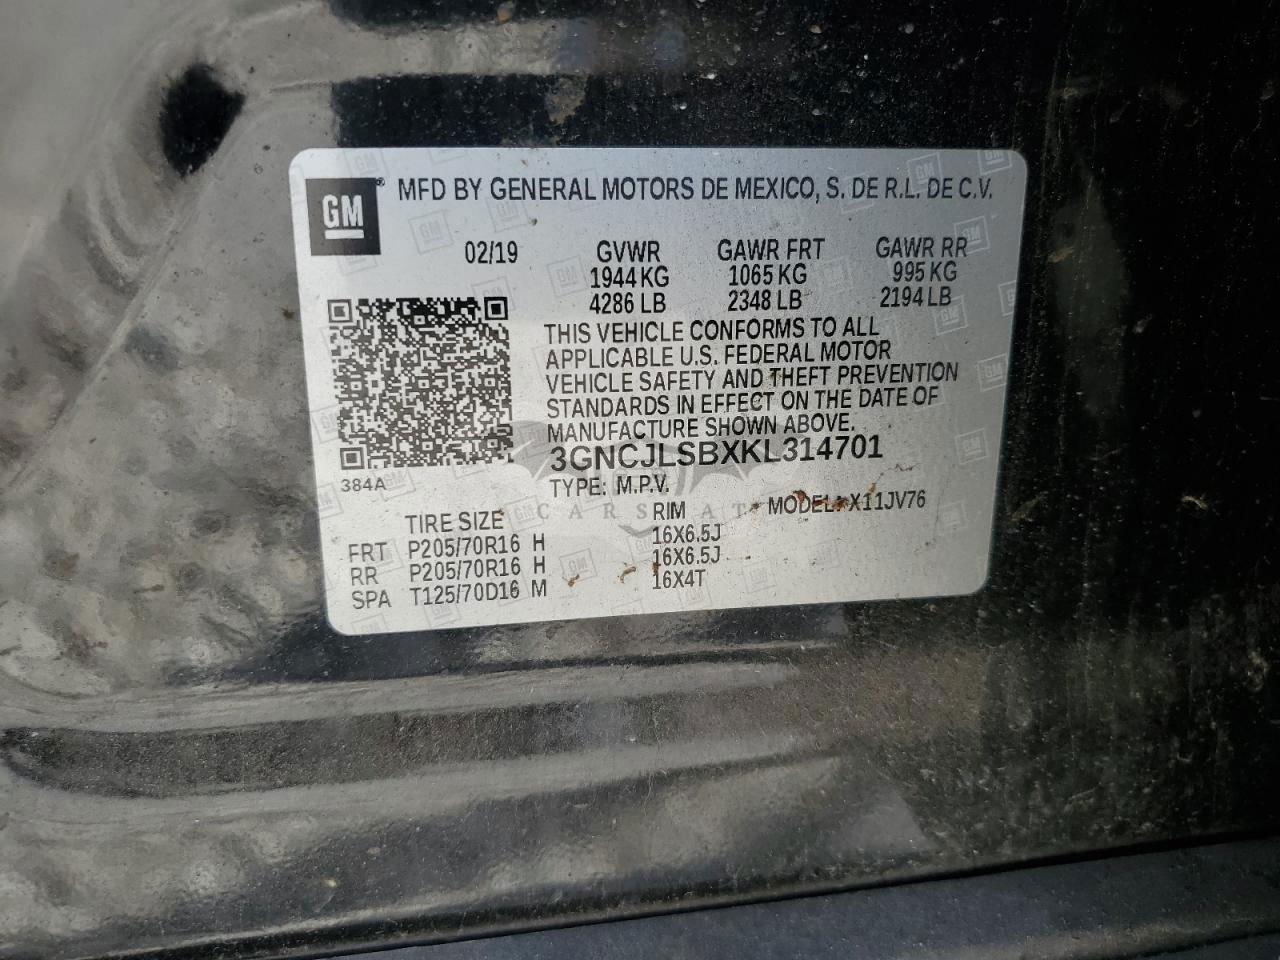 GM® MFD BY GENERAL MOTORS DE MEXICO, S. DE R.L. DE C.V.
02/19 GVWR GAWR FRT GAWR RR
1944 KG 1065 KG 995 KG
4286 LB 2348 LB 2194 LB
THIS VEHICLE CONFORMS TO ALL
APPLICABLE U.S. FEDERAL MOTOR
VEHICLE SAFETY AND THEFT PREVENTION
STANDARDS IN EFFECT ON THE DATE OF
MANUFACTURE SHOWN ABOVE.
3GNCJLSBXKL314701
384A TYPE: M.P.V.
TIRE SIZE RIM MODEL: X11JV76
FRT P205/70R16 H 16X6.5J
RR P205/70R16 H 16X6.5J
SPA T125/70D16 M 16X4T